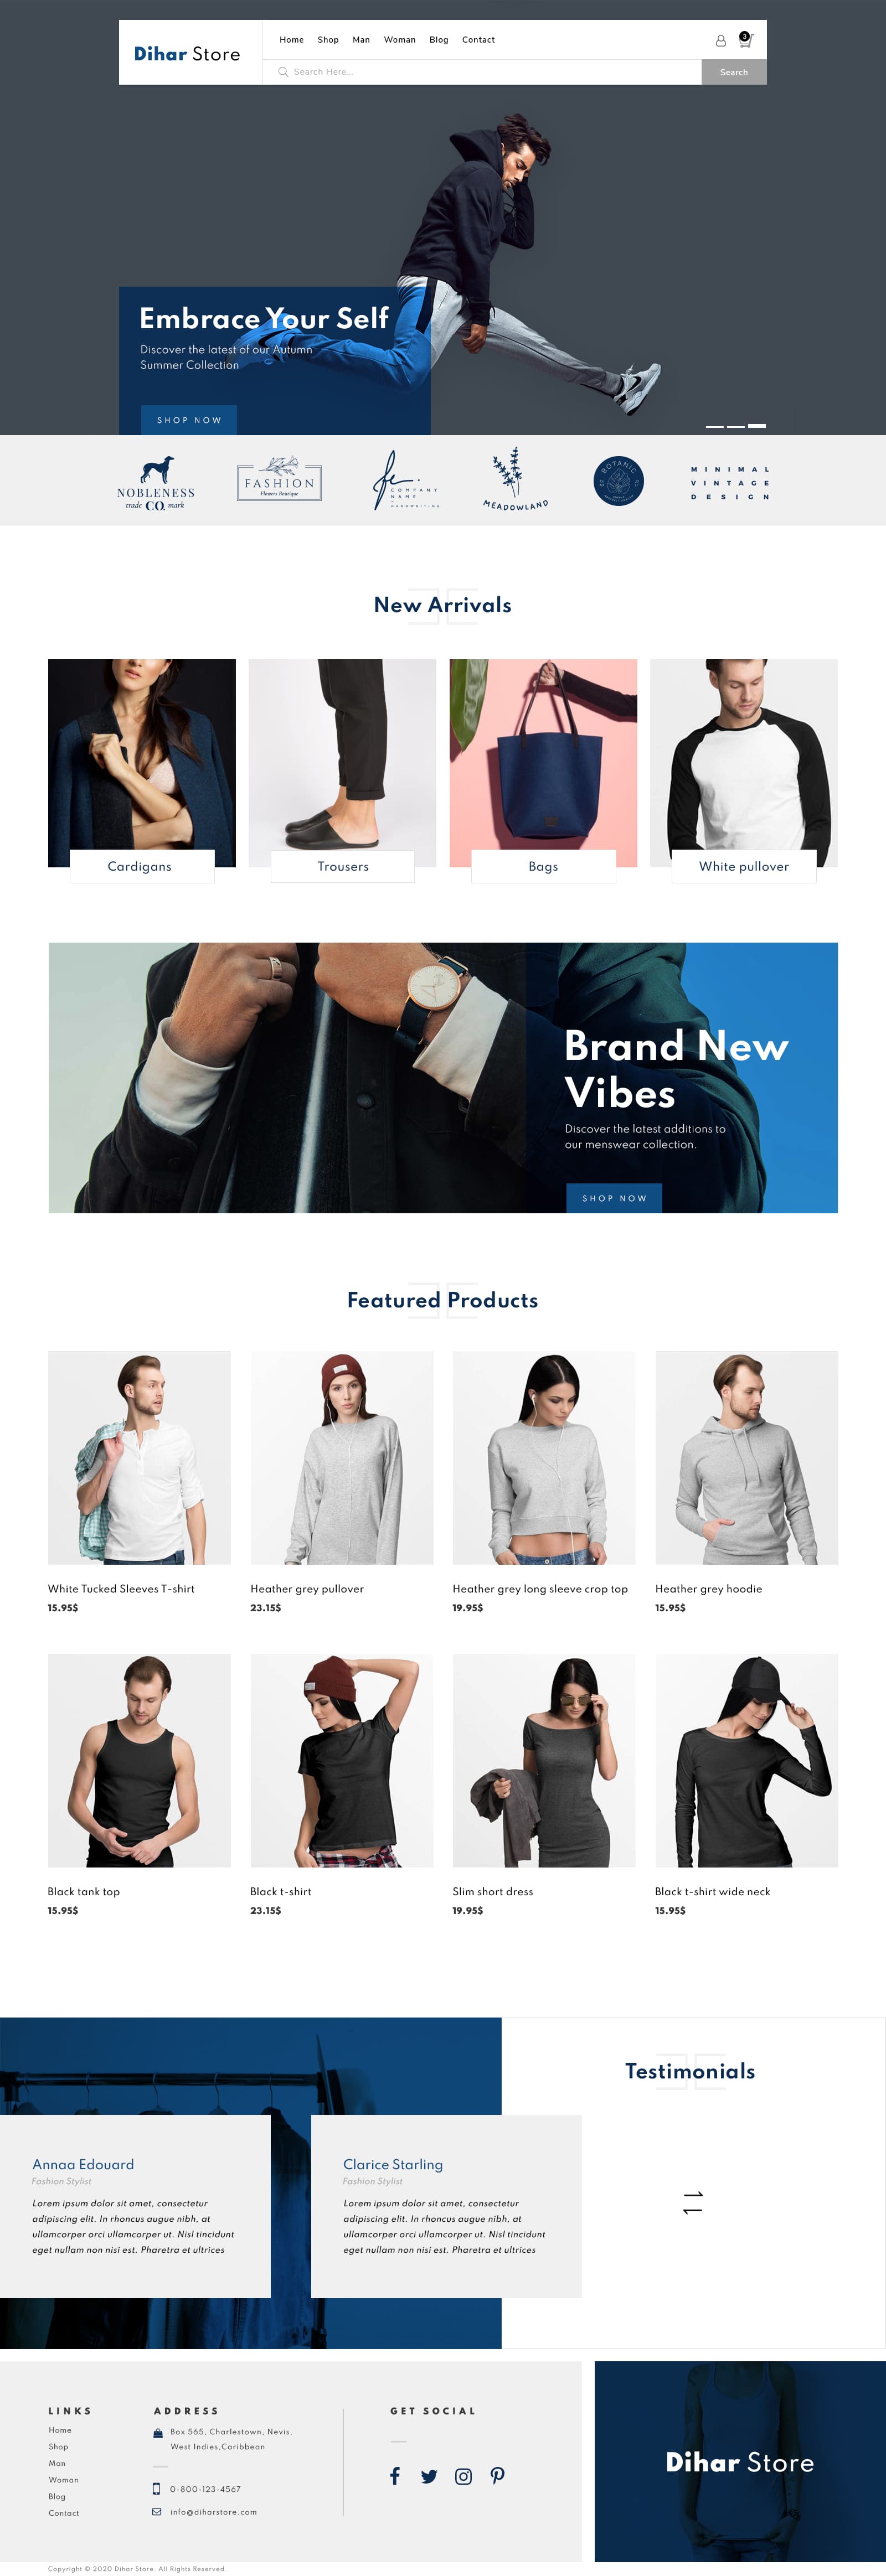 Dihar Store
Home Shop Man Woman Blog Contact
3
Search Here...
Search
Embrace Your Self
Discover the latest of our Autumn
Summer Collection
SHOP NOW
NOBLENESS
trade CO. mark
FASHION
Flowers Boutique
fe.
COMPANY
NAME
HANDWRITING
MEADOWLAND
BOTANIC
MINIMAL
VINTAGE
DESIGN
New Arrivals
Cardigans
Trousers
Bags
White pullover
Brand New
Vibes
Discover the latest additions to
our menswear collection.
SHOP NOW
Featured Products
White Tucked Sleeves T-shirt
15.95$
Heather grey pullover
23.15$
Heather grey long sleeve crop top
19.95$
Heather grey hoodie
15.95$
Black tank top
15.95$
Black t-shirt
23.15$
Slim short dress
19.95$
Black t-shirt wide neck
15.95$
Testimonials
Annaa Edouard
Fashion Stylist
Lorem ipsum dolor sit amet, consectetur
adipiscing elit. In rhoncus augue nibh, at
ullamcorper orci ullamcorper ut. Nisl tincidunt
eget nullam non nisi est. Pharetra et ultrices
Clarice Starling
Fashion Stylist
Lorem ipsum dolor sit amet, consectetur
adipiscing elit. In rhoncus augue nibh, at
ullamcorper orci ullamcorper ut. Nisl tincidunt
eget nullam non nisi est. Pharetra et ultrices
LINKS
Home
Shop
Man
Woman
Blog
Contact
ADDRESS
Box 565, Charlestown, Nevis,
West Indies,Caribbean
0-800-123-4567
info@diharstore.com
GET SOCIAL
Dihar Store
Copyright © 2020 Dihar Store. All Rights Reserved.